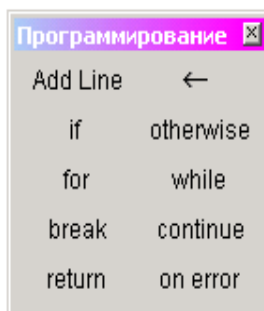 Программирование
Add Line ←
if otherwise
for while
break continue
return on error